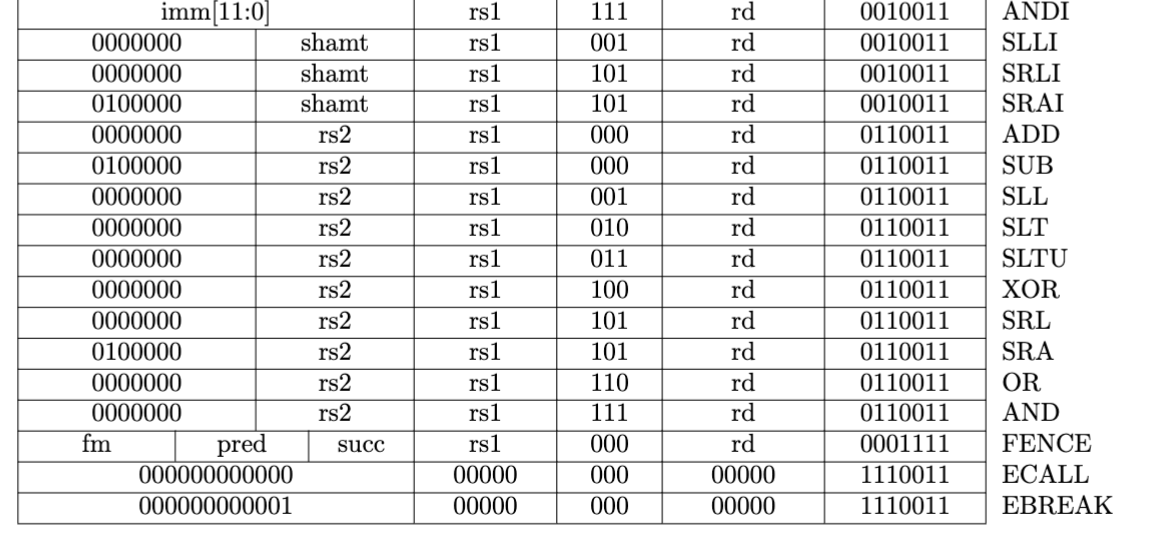 imm[11:0] rs1 111 rd 0010011 ANDI
0000000 shamt rs1 001 rd 0010011 SLLI
0000000 shamt rs1 101 rd 0010011 SRLI
0100000 shamt rs1 101 rd 0010011 SRAI
0000000 rs2 rs1 000 rd 0110011 ADD
0100000 rs2 rs1 000 rd 0110011 SUB
0000000 rs2 rs1 001 rd 0110011 SLL
0000000 rs2 rs1 010 rd 0110011 SLT
0000000 rs2 rs1 011 rd 0110011 SLTU
0000000 rs2 rs1 100 rd 0110011 XOR
0000000 rs2 rs1 101 rd 0110011 SRL
0100000 rs2 rs1 101 rd 0110011 SRA
0000000 rs2 rs1 110 rd 0110011 OR
0000000 rs2 rs1 111 rd 0110011 AND
fm pred succ rs1 000 rd 0001111 FENCE
000000000000 00000 000 00000 1110011 ECALL
000000000001 00000 000 00000 1110011 EBREAK